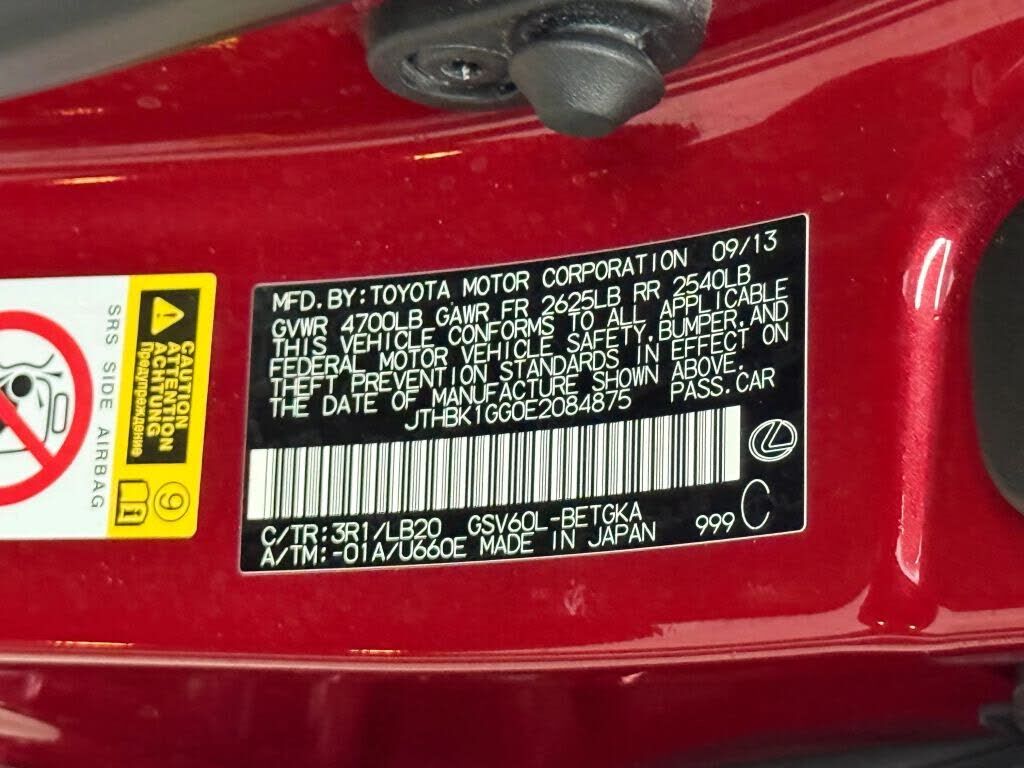 MFD.BY:TOYOTA MOTOR CORPORATION 09/13
GVWR 4700LB GAWR FR 2625LB RR 2540LB
THIS VEHICLE CONFORMS TO ALL APPLICABLE
FEDERAL MOTOR VEHICLE SAFETY,BUMPER,AND
THEFT PREVENTION STANDARDS IN EFFECT ON
THE DATE OF MANUFACTURE SHOWN ABOVE.
JTHBK1GG0E2084875 PASS.CAR
C/TR:3R1/LB20 GSV60L-BETGKA
A/TM:-01A/U660E MADE IN JAPAN 999 C
CAUTION
ATTENTION
ACHTUNG
Предупреждение
SRS SIDE AIRBAG
9